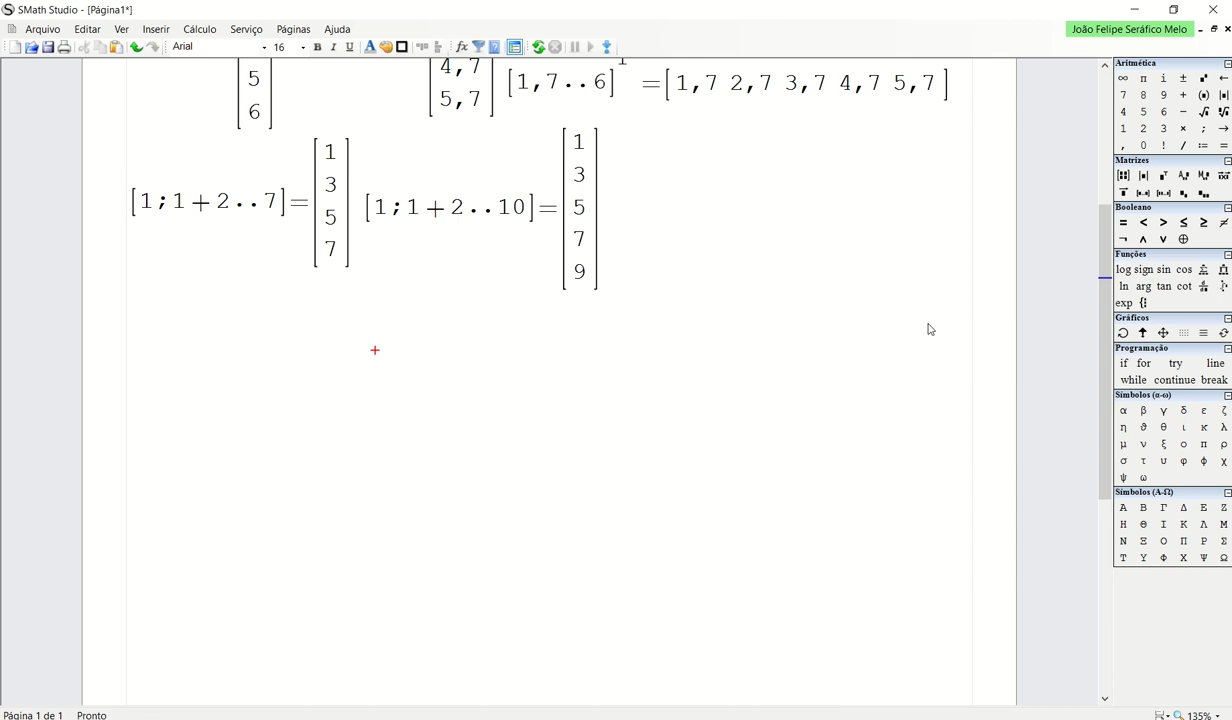 SMath Studio - [Página1*]
Arquivo Editar Ver Inserir Cálculo Serviço Páginas Ajuda
João Felipe Seráfico Melo
Arial 16 B I U A fx
5
6
4,7
5,7
[1,7..6] =[1,7 2,7 3,7 4,7 5,7]
[1;1+2..7]=
1
3
5
7
[1;1+2..10]=
1
3
5
7
9
Aritmética
∞ π i ±
7 8 9 + (▪) |▪|
4 5 6 −
1 2 3 × ; →
, 0 ! / := =
Matrizes
Booleano
= < > ≤ ≥ ≠
¬ ∧ ∨ ⊕
Funções
log sign sin cos
ln arg tan cot
exp
Gráficos
Programação
if for try line
while continue break
Símbolos (α-ω)
α β γ δ ε ζ
η ϑ θ ι κ λ
μ ν ξ ο π ρ
σ τ υ φ ϕ χ
ψ ω
Símbolos (Α-Ω)
Α Β Γ Δ Ε Ζ
Η Θ Ι Κ Λ Μ
Ν Ξ Ο Π Ρ Σ
Τ Υ Φ Χ Ψ Ω
Página 1 de 1 Pronto
135%